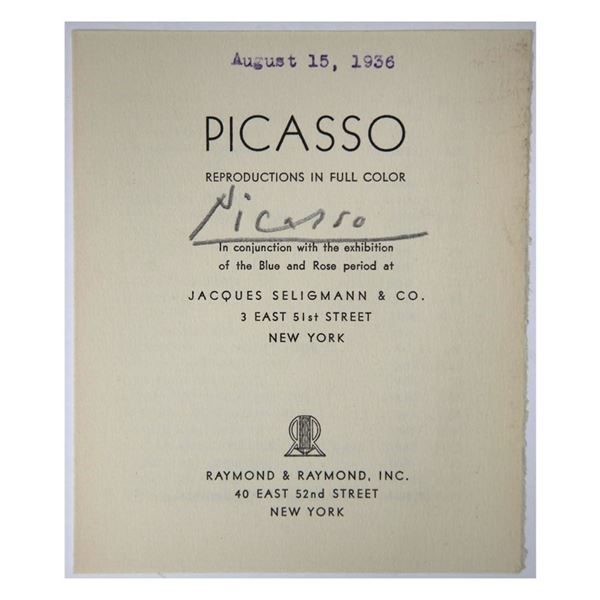 August 15, 1936
PICASSO
REPRODUCTIONS IN FULL COLOR
Picasso
In conjunction with the exhibition
of the Blue and Rose period at
JACQUES SELIGMANN & CO.
3 EAST 51st STREET
NEW YORK
RAYMOND & RAYMOND, INC.
40 EAST 52nd STREET
NEW YORK